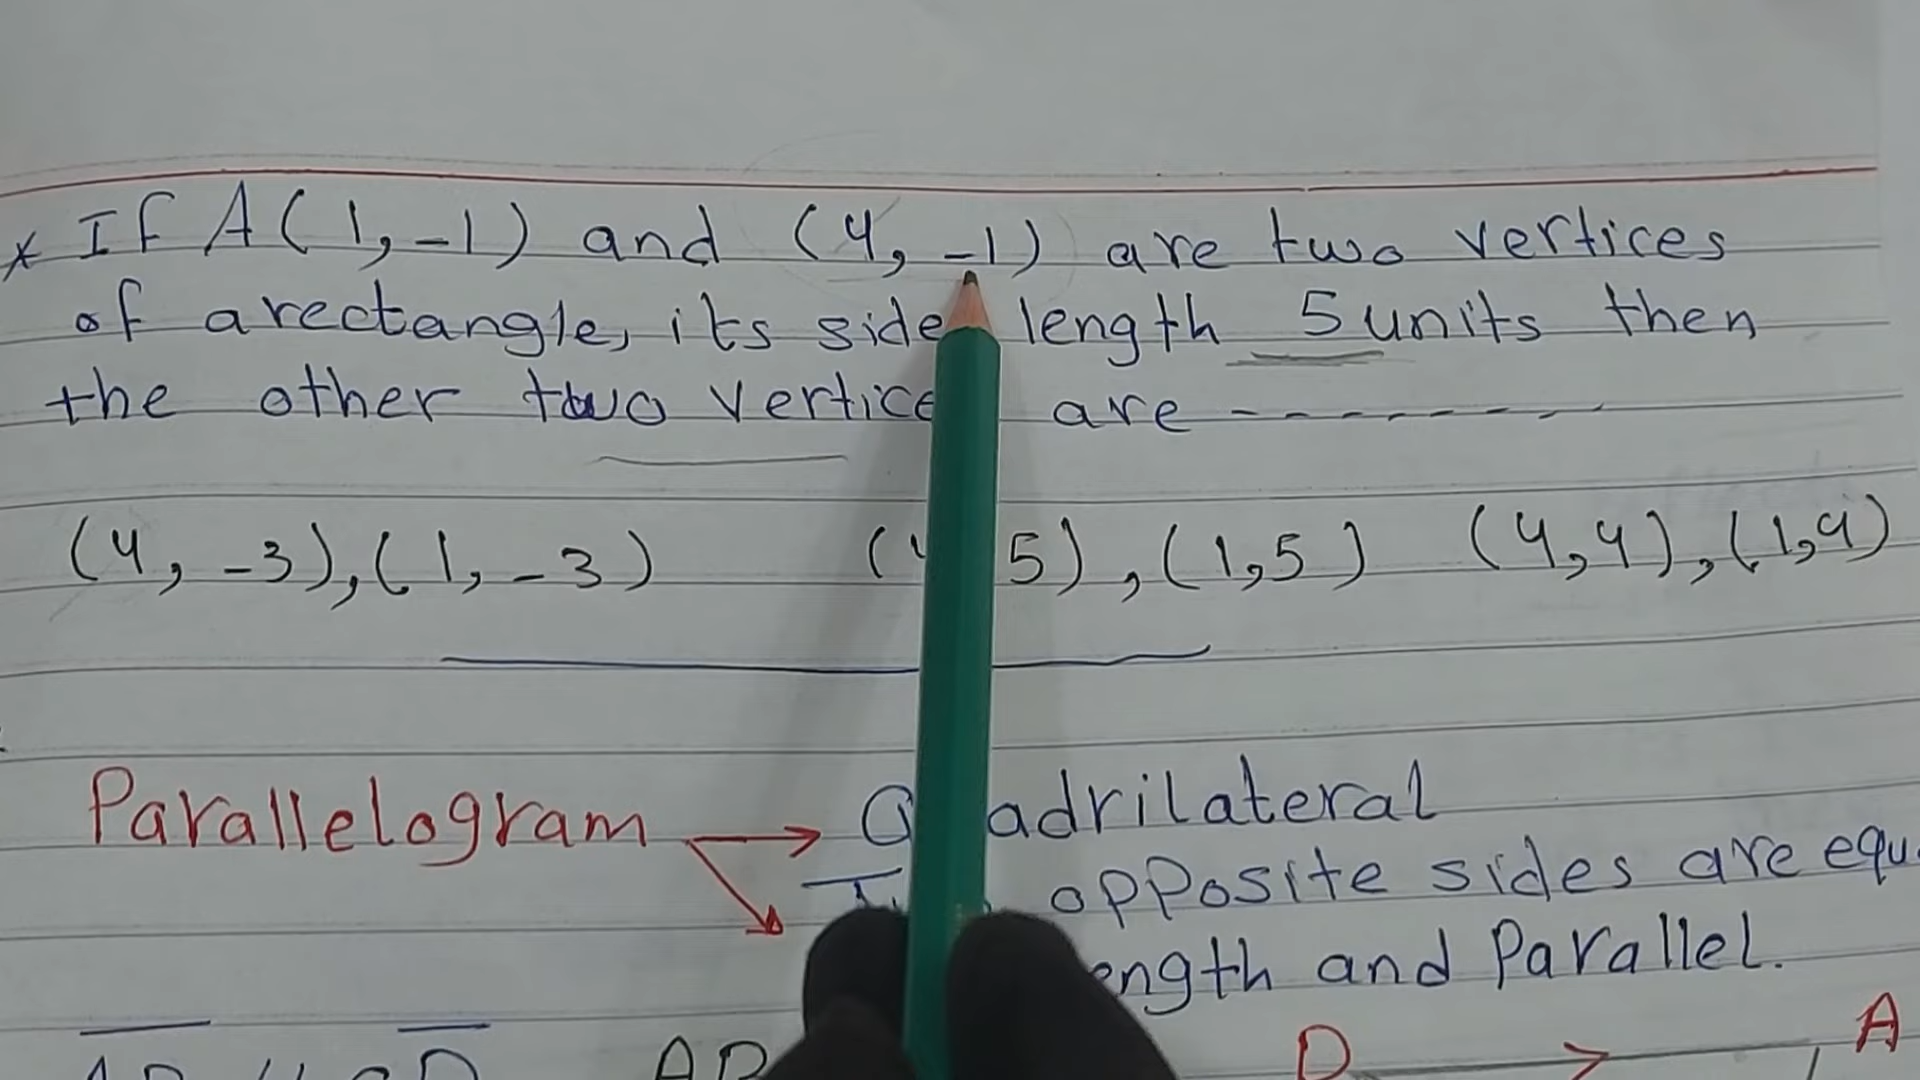 * If A(1,-1) and (4,-1) are two vertices
of a rectangle, its side length 5 units then
the other two vertice are --------
(4,-3),(1,-3) 5),(1,5) (4,4),(1,4)
Parallelogram → Quadrilateral
opposite sides are equ
ength and Parallel.
D → A